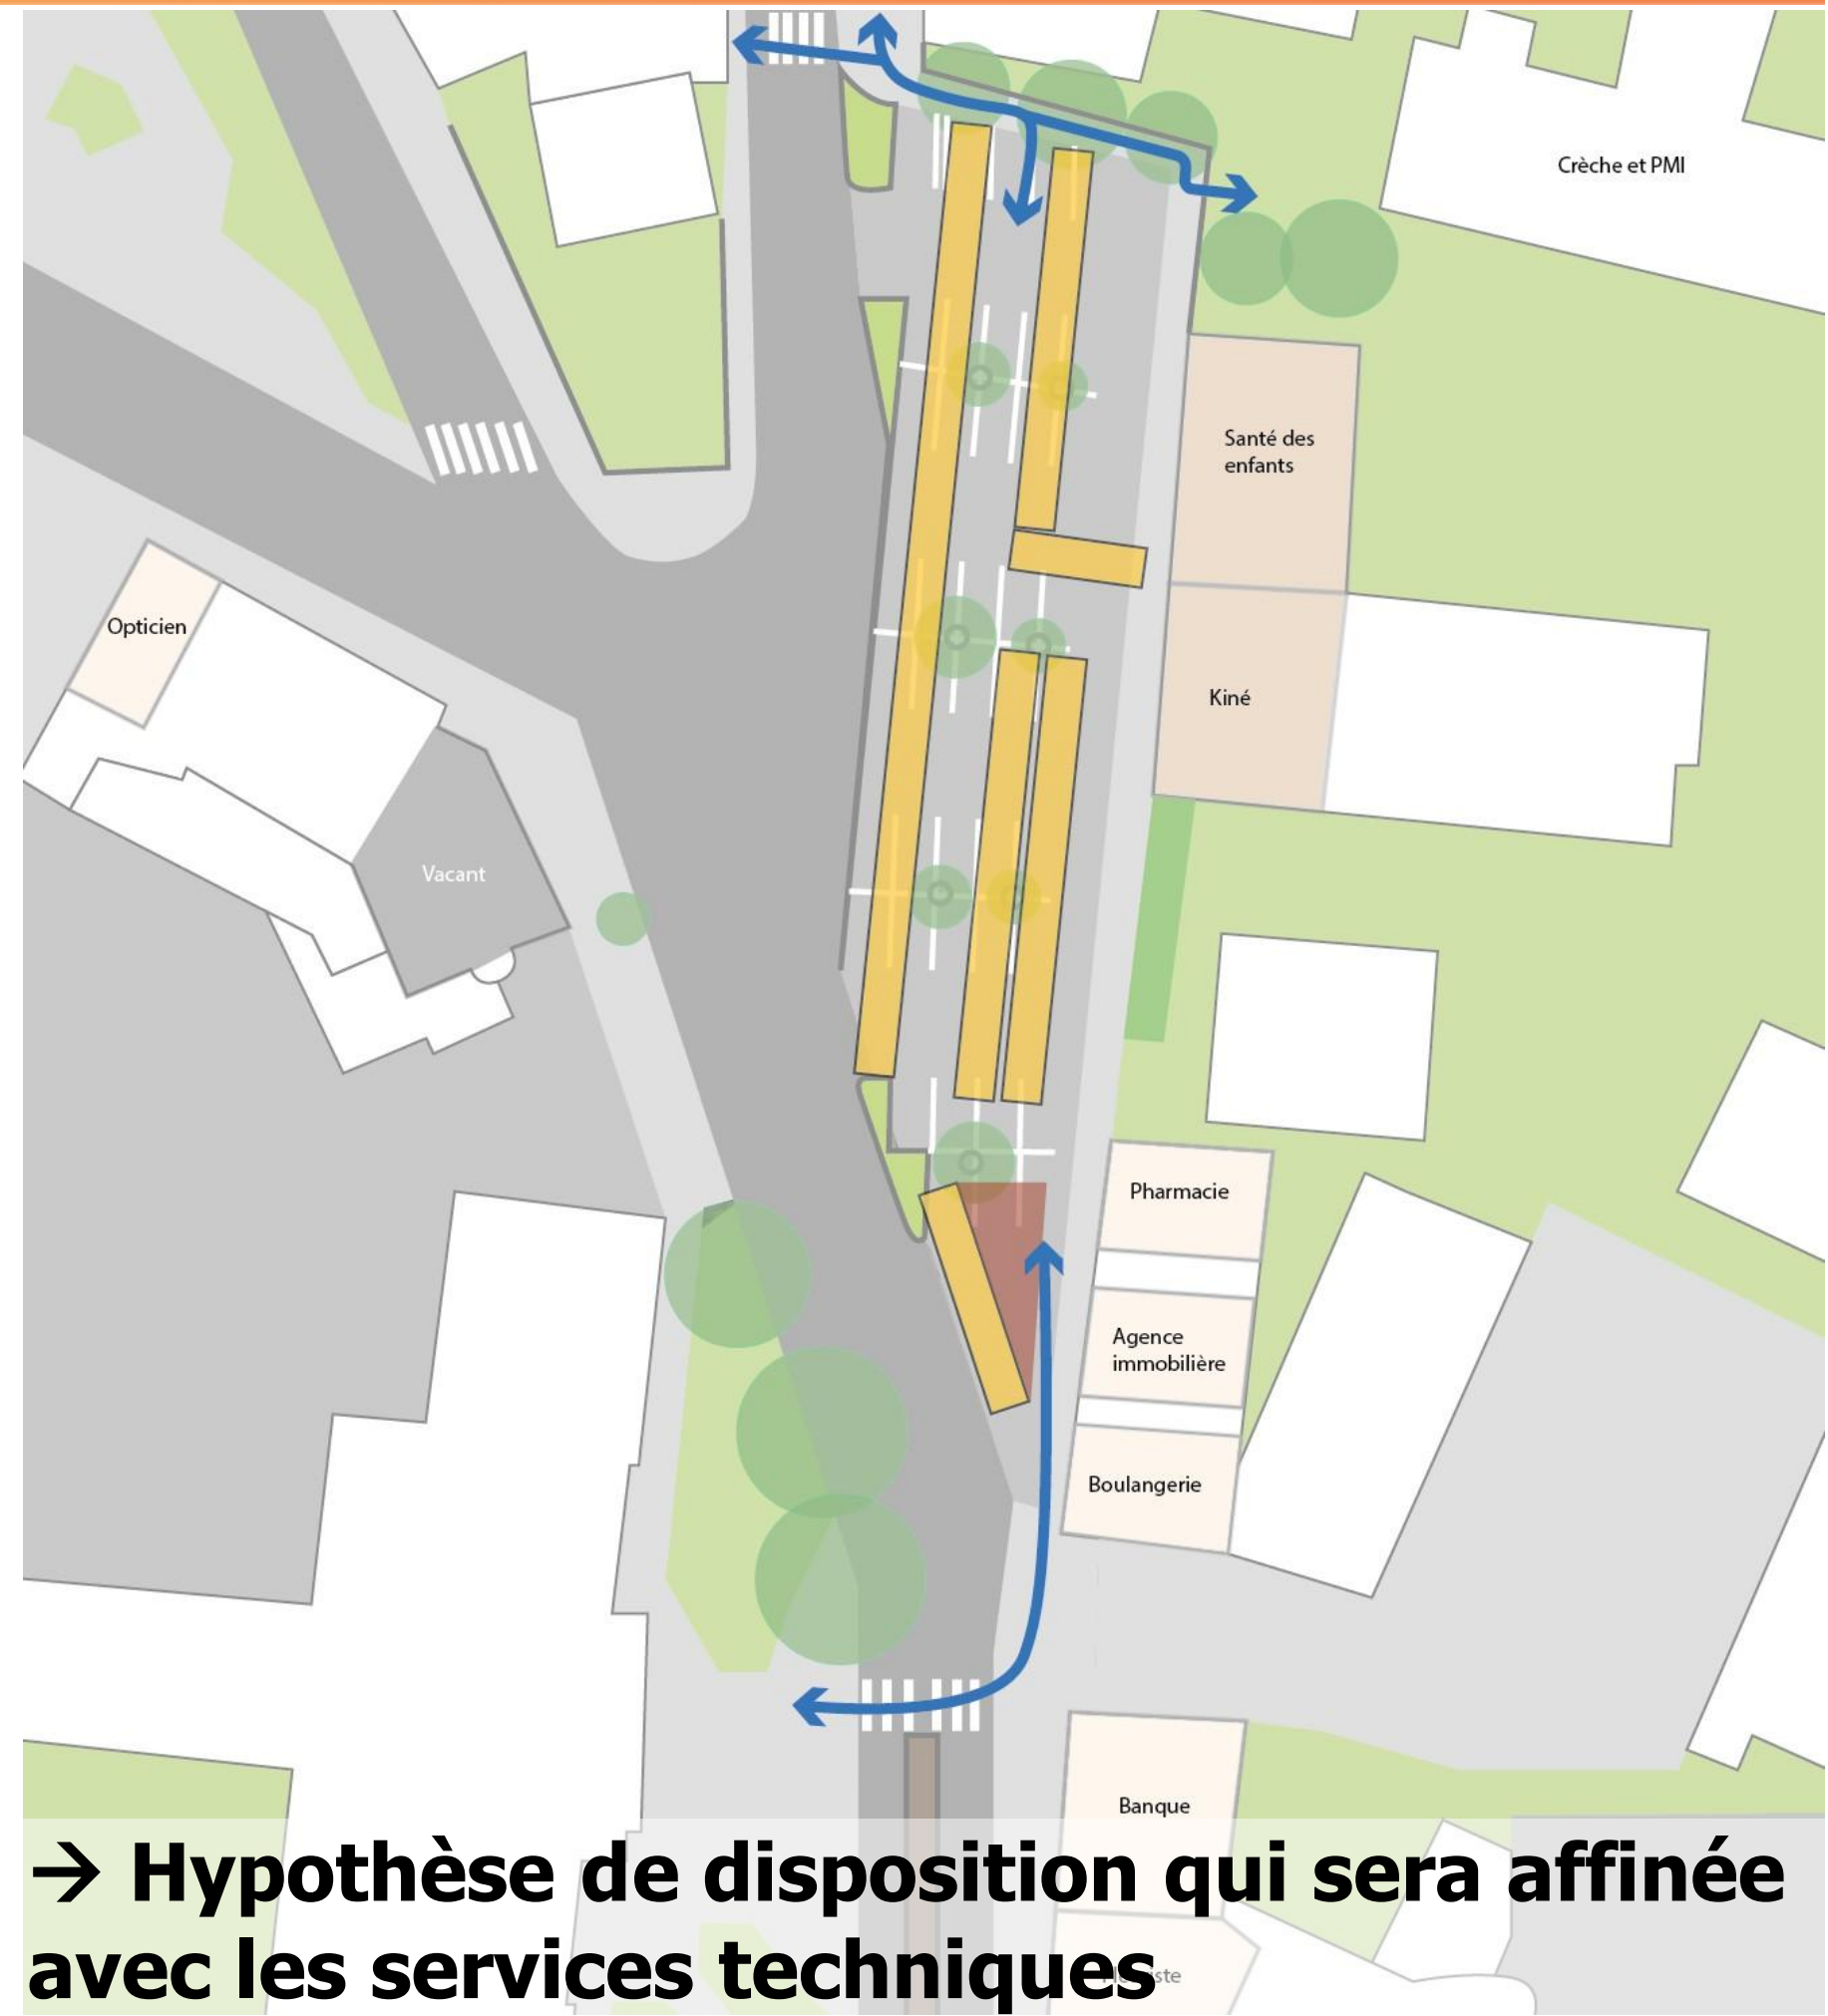 Crèche et PMI
Santé des
enfants
Opticien
Kiné
Vacant
Pharmacie
Agence
immobilière
Boulangerie
Banque
→ Hypothèse de disposition qui sera affinée
avec les services techniques